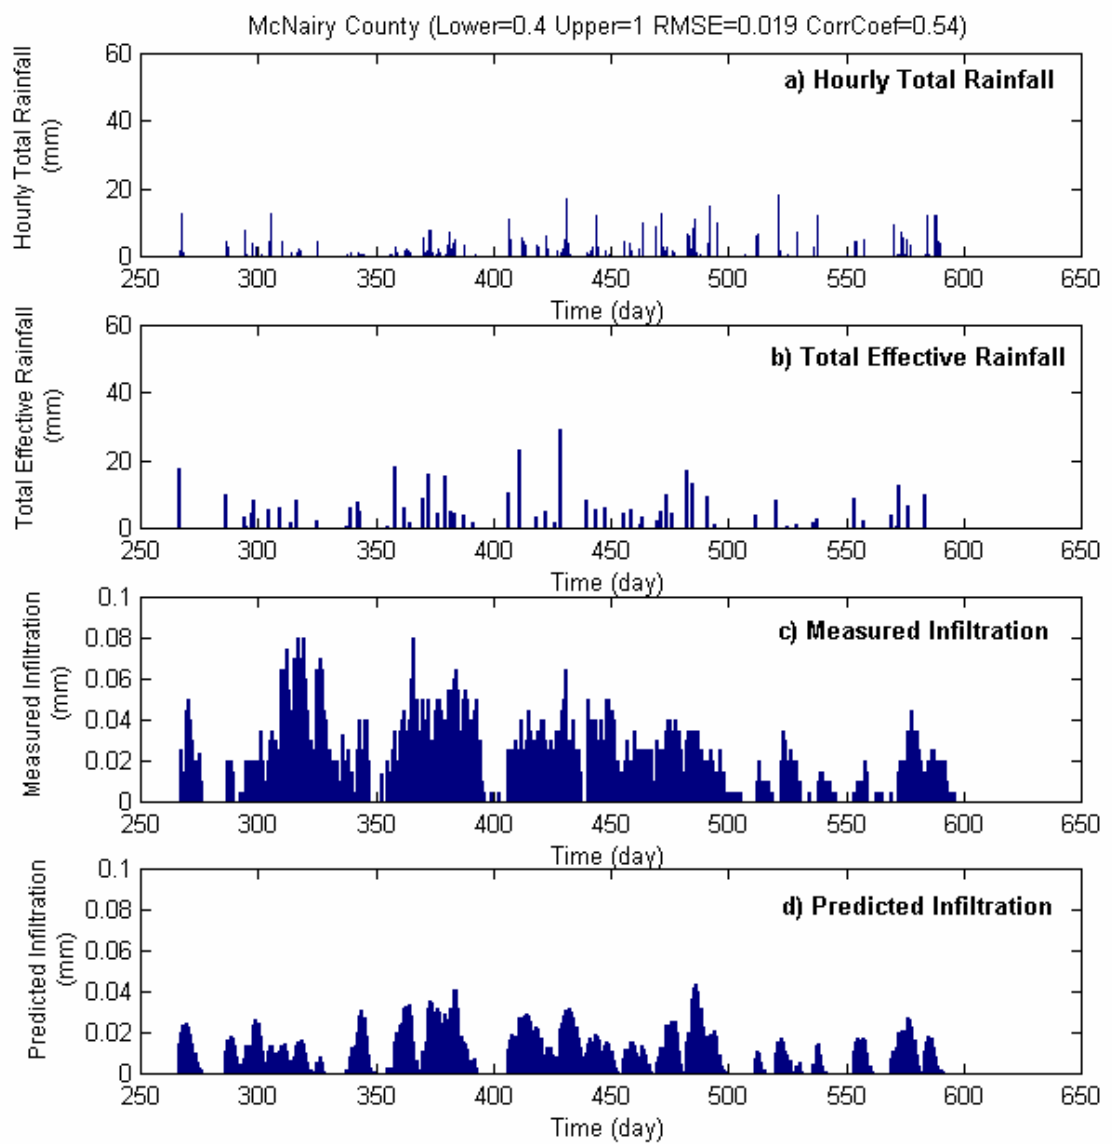 McNairy County (Lower=0.4 Upper=1 RMSE=0.019 CorrCoef=0.54)
a) Hourly Total Rainfall
Hourly Total Rainfall
(mm)
60
40
20
0
250 300 350 400 450 500 550 600 650
Time (day)
b) Total Effective Rainfall
Total Effective Rainfall
(mm)
60
40
20
0
250 300 350 400 450 500 550 600 650
Time (day)
c) Measured Infiltration
Measured Infiltration
(mm)
0.1
0.08
0.06
0.04
0.02
0
250 300 350 400 450 500 550 600 650
Time (day)
d) Predicted Infiltration
Predicted Infiltration
(mm)
0.1
0.08
0.06
0.04
0.02
0
250 300 350 400 450 500 550 600 650
Time (day)